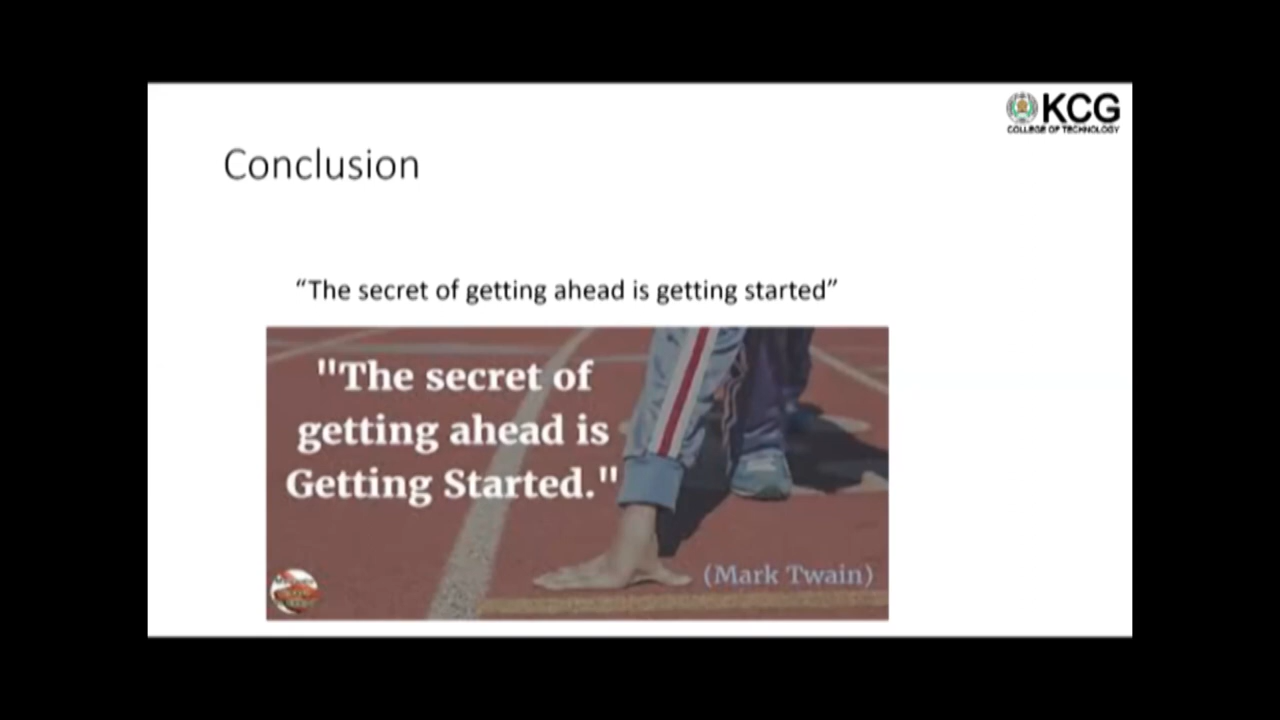 KCG
COLLEGE OF TECHNOLOGY
Conclusion
“The secret of getting ahead is getting started”
"The secret of
getting ahead is
Getting Started."
(Mark Twain)